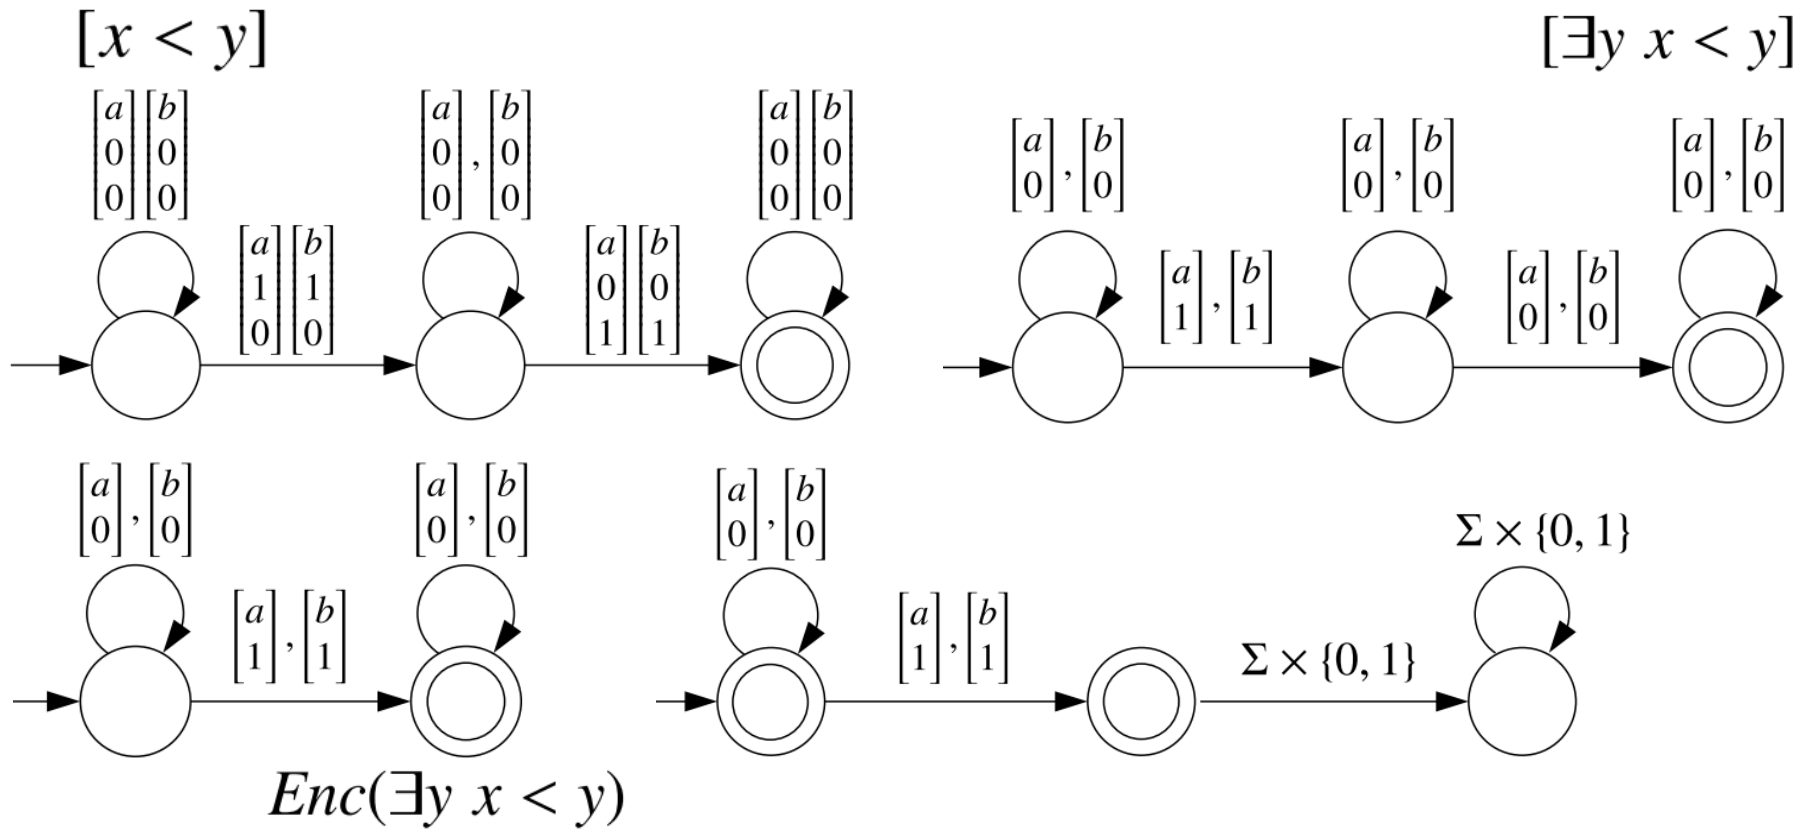 [x < y]
[∃y x < y]
[a 0 0] [b 0 0]
[a 0 0] , [b 0 0]
[a 0 0] [b 0 0]
[a 1 0] [b 1 0]
[a 0 1] [b 0 1]
[a 0] , [b 0]
[a 0] , [b 0]
[a 0] , [b 0]
[a 1] , [b 1]
[a 0] , [b 0]
[a 0] , [b 0]
[a 0] , [b 0]
[a 1] , [b 1]
Enc(∃y x < y)
[a 0] , [b 0]
[a 1] , [b 1]
Σ × {0, 1}
Σ × {0, 1}